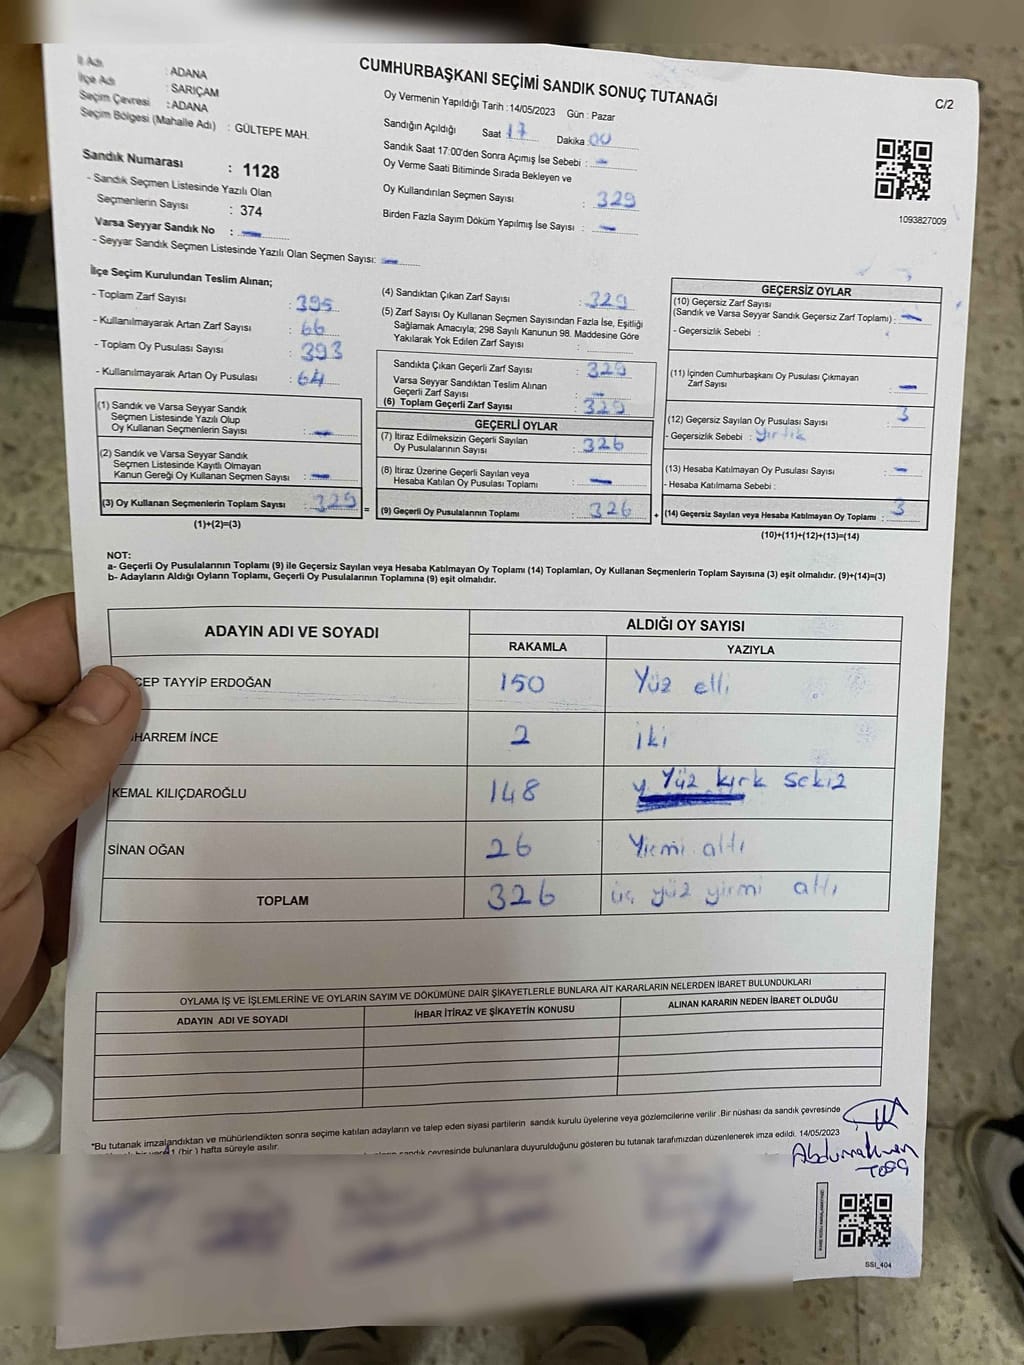 İl Adı : ADANA
İlçe Adı : SARIÇAM
Seçim Çevresi : ADANA
Seçim Bölgesi (Mahalle Adı) : GÜLTEPE MAH.
Sandık Numarası : 1128
- Sandık Seçmen Listesinde Yazılı Olan
Seçmenlerin Sayısı : 374
Varsa Seyyar Sandık No : —
- Seyyar Sandık Seçmen Listesinde Yazılı Olan Seçmen Sayısı: —
CUMHURBAŞKANI SEÇİMİ SANDIK SONUÇ TUTANAĞI
C/2
Oy Vermenin Yapıldığı Tarih : 14/05/2023 Gün : Pazar
Sandığın Açıldığı Saat 17 Dakika 00
Sandık Saat 17:00'den Sonra Açımış İse Sebebi : —
Oy Verme Saati Bitiminde Sırada Bekleyen ve
Oy Kullandırılan Seçmen Sayısı : 329
Birden Fazla Sayım Döküm Yapılmış İse Sayısı : —
1093827009
İlçe Seçim Kurulundan Teslim Alınan;
- Toplam Zarf Sayısı : 395
- Kullanılmayarak Artan Zarf Sayısı : 66
- Toplam Oy Pusulası Sayısı : 393
- Kullanılmayarak Artan Oy Pusulası : 64
(1) Sandık ve Varsa Seyyar Sandık
Seçmen Listesinde Yazılı Olup
Oy Kullanan Seçmenlerin Sayısı : —
(2) Sandık ve Varsa Seyyar Sandık
Seçmen Listesinde Kayıtlı Olmayan
Kanun Gereği Oy Kullanan Seçmen Sayısı : —
(3) Oy Kullanan Seçmenlerin Toplam Sayısı : 329 =
(1)+(2)=(3)
(4) Sandıktan Çıkan Zarf Sayısı : 329
(5) Zarf Sayısı Oy Kullanan Seçmen Sayısından Fazla İse, Eşitliği
Sağlamak Amacıyla; 298 Sayılı Kanunun 98. Maddesine Göre
Yakılarak Yok Edilen Zarf Sayısı :
Sandıkta Çıkan Geçerli Zarf Sayısı : 329
Varsa Seyyar Sandıktan Teslim Alınan
Geçerli Zarf Sayısı : —
(6) Toplam Geçerli Zarf Sayısı : 329
GEÇERLİ OYLAR
(7) İtiraz Edilmeksizin Geçerli Sayılan
Oy Pusulalarının Sayısı : 326
(8) İtiraz Üzerine Geçerli Sayılan veya
Hesaba Katılan Oy Pusulası Toplamı : —
(9) Geçerli Oy Pusulalarının Toplamı : 326 +
GEÇERSİZ OYLAR
(10) Geçersiz Zarf Sayısı
(Sandık ve Varsa Seyyar Sandık Geçersiz Zarf Toplamı) : —
- Geçersizlik Sebebi :
(11) İçinden Cumhurbaşkanı Oy Pusulası Çıkmayan
Zarf Sayısı : —
(12) Geçersiz Sayılan Oy Pusulası Sayısı : 3
- Geçersizlik Sebebi : yırtık
(13) Hesaba Katılmayan Oy Pusulası Sayısı : —
- Hesaba Katılmama Sebebi :
(14) Geçersiz Sayılan veya Hesaba Katılmayan Oy Toplamı : 3
(10)+(11)+(12)+(13)=(14)
NOT:
a- Geçerli Oy Pusulasının Toplamı (9) ile Geçersiz Sayılan veya Hesaba Katılmayan Oy Toplamı (14) Toplamları, Oy Kullanan Seçmenlerin Toplam Sayısına (3) eşit olmalıdır. (9)+(14)=(3)
b- Adayların Aldığı Oyların Toplamı, Geçerli Oy Pusulalarının Toplamına (9) eşit olmalıdır.
ADAYIN ADI VE SOYADI
ALDIĞI OY SAYISI
RAKAMLA YAZIYLA
CEP TAYYİP ERDOĞAN 150 Yüz elli
HARREM İNCE 2 iki
KEMAL KILIÇDAROĞLU 148 y Yüz kırk sekiz
SİNAN OĞAN 26 Yirmi altı
TOPLAM 326 üç yüz yirmi altı
OYLAMA İŞ VE İŞLEMLERİNE VE OYLARIN SAYIM VE DÖKÜMÜNE DAİR ŞİKAYETLERLE BUNLARA AİT KARARLARIN NELERDEN İBARET BULUNDUKLARI
ADAYIN ADI VE SOYADI
İHBAR İTİRAZ VE ŞİKAYETİN KONUSU
ALINAN KARARIN NEDEN İBARET OLDUĞU
*Bu tutanak imzalandıktan ve mühürlendikten sonra seçime katılan adayların ve talep eden siyasi partilerin sandık kurulu üyelerine veya gözlemcilerine verilir .Bir nüshası da sandık çevresinde
1 (bir ) hafta süreyle asılır.
sandık çevresinde bulunanlara duyurulduğunu gösteren bu tutanak tarafımızdan düzenlenerek imza edildi. 14/05/2023
SSI_404